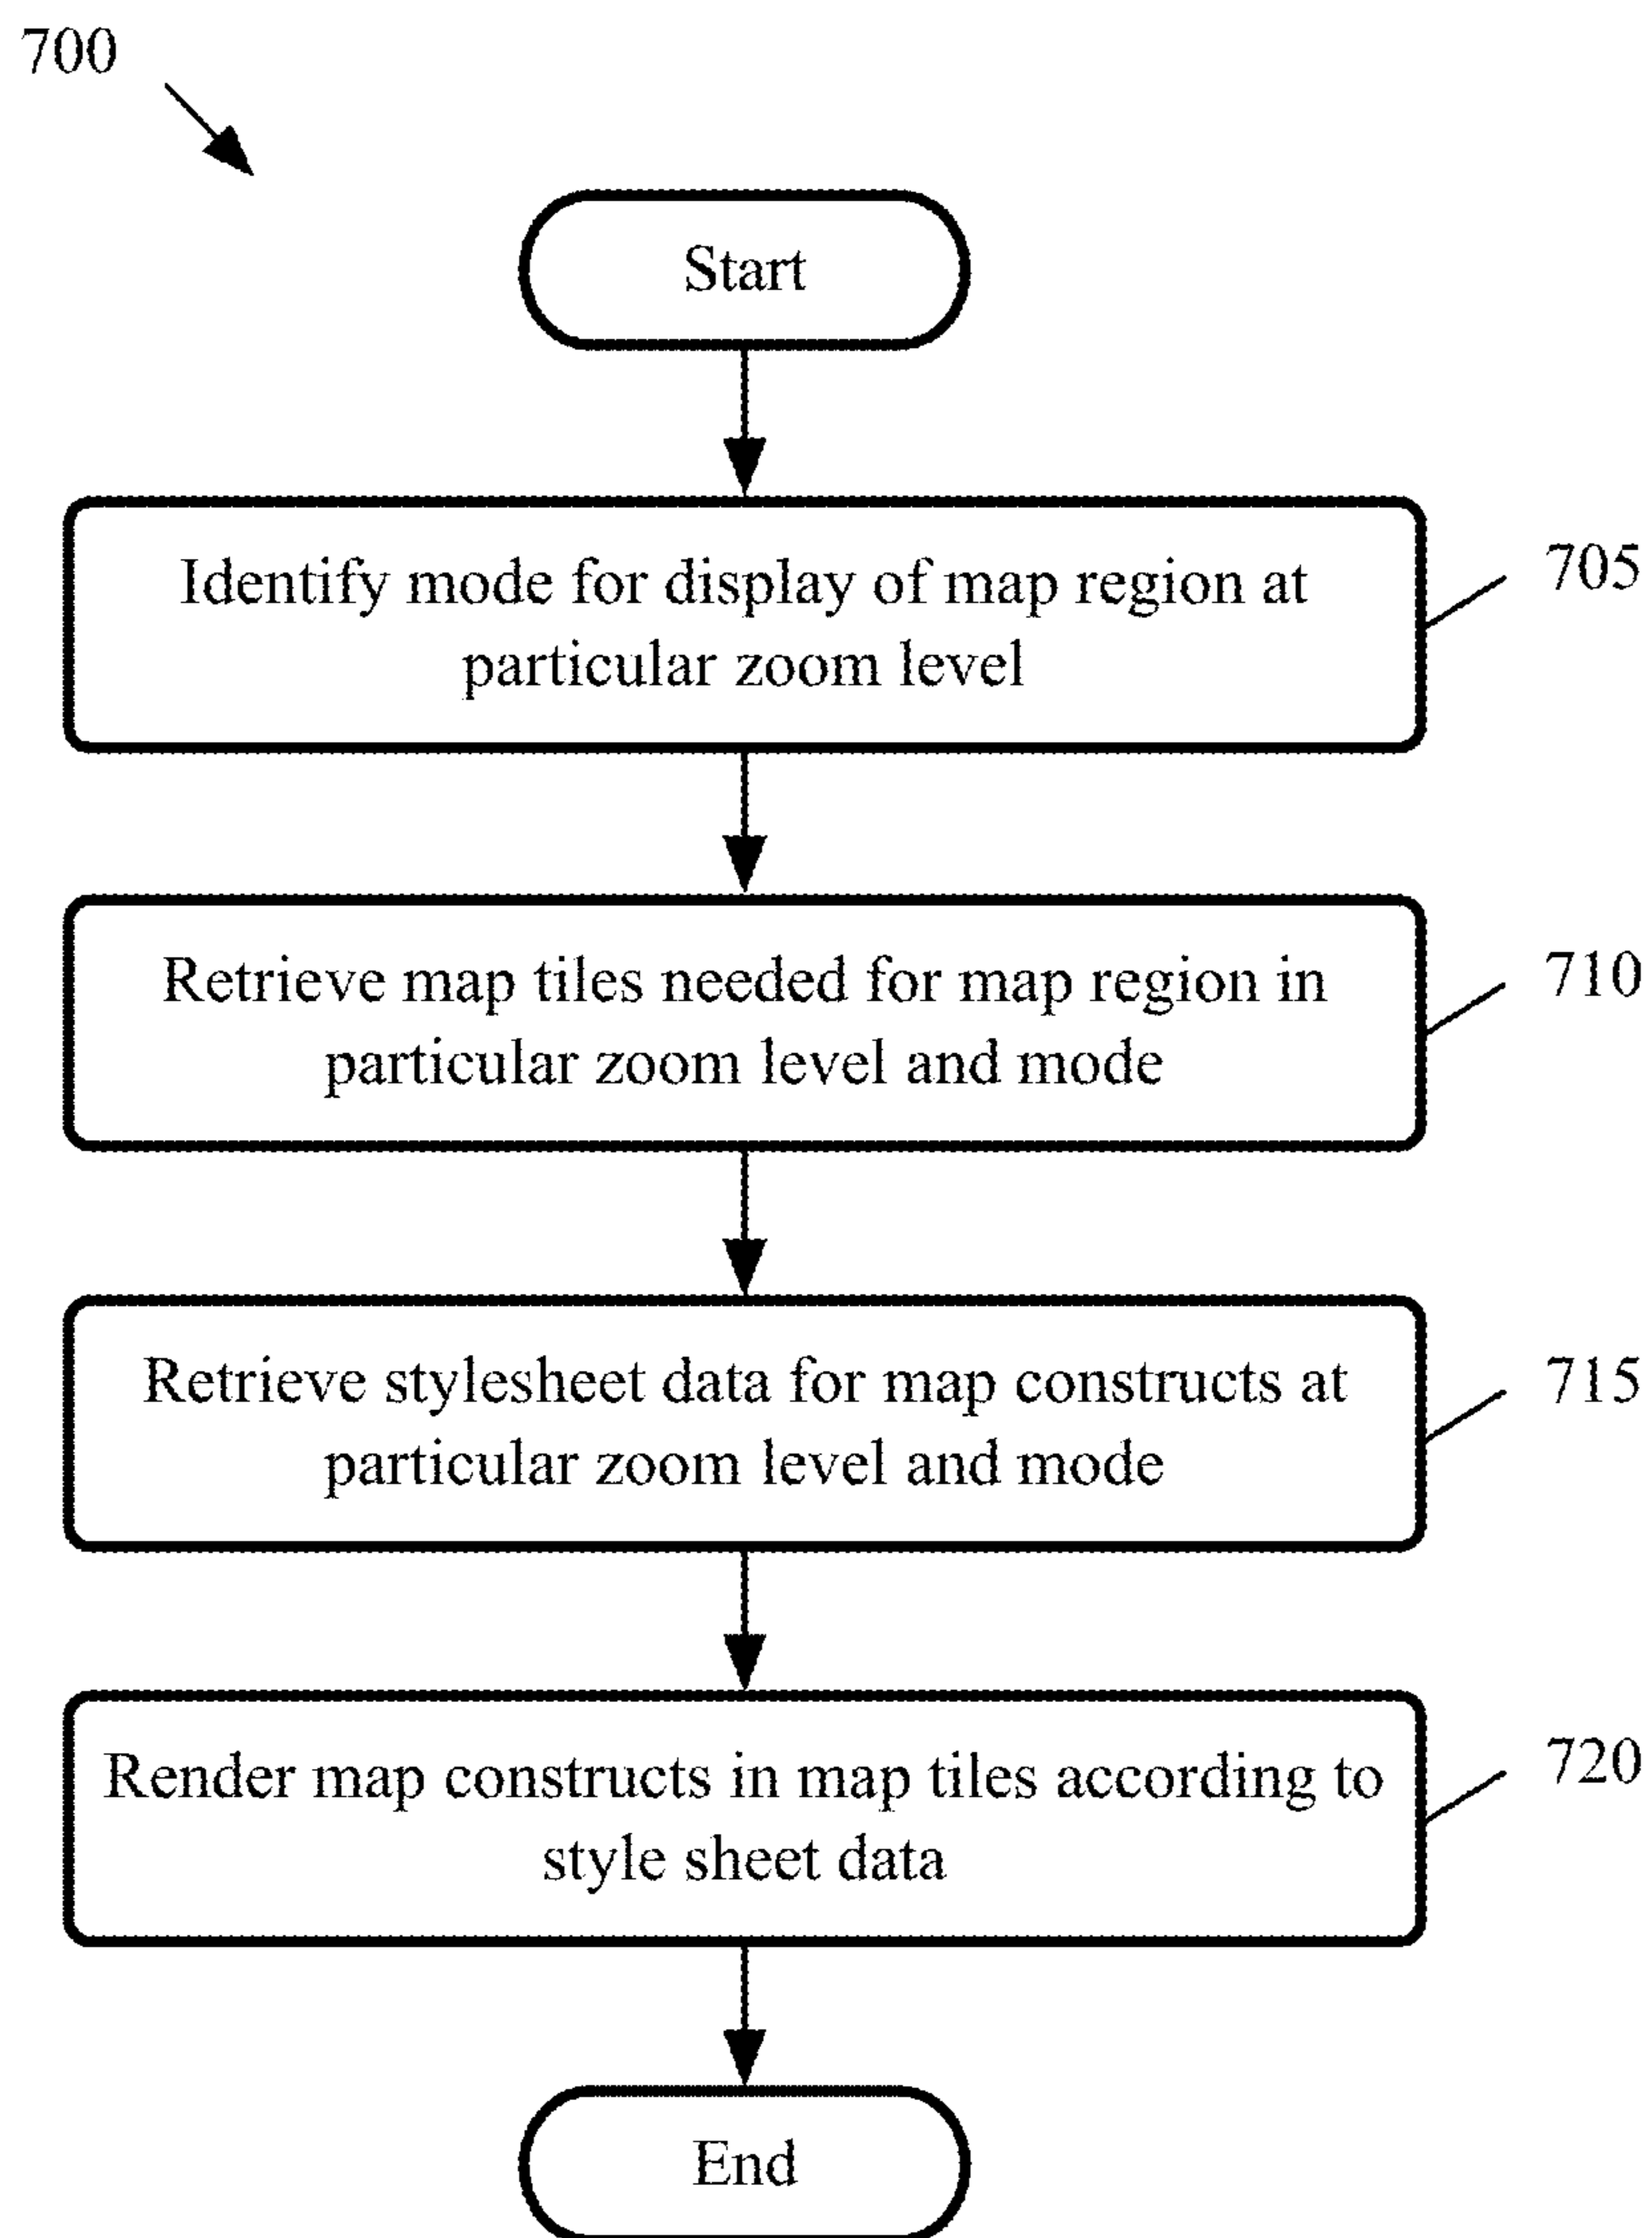 700
Start
Identify mode for display of map region at
particular zoom level
705
Retrieve map tiles needed for map region in
particular zoom level and mode
710
Retrieve stylesheet data for map constructs at
particular zoom level and mode
715
Render map constructs in map tiles according to
style sheet data
720
End